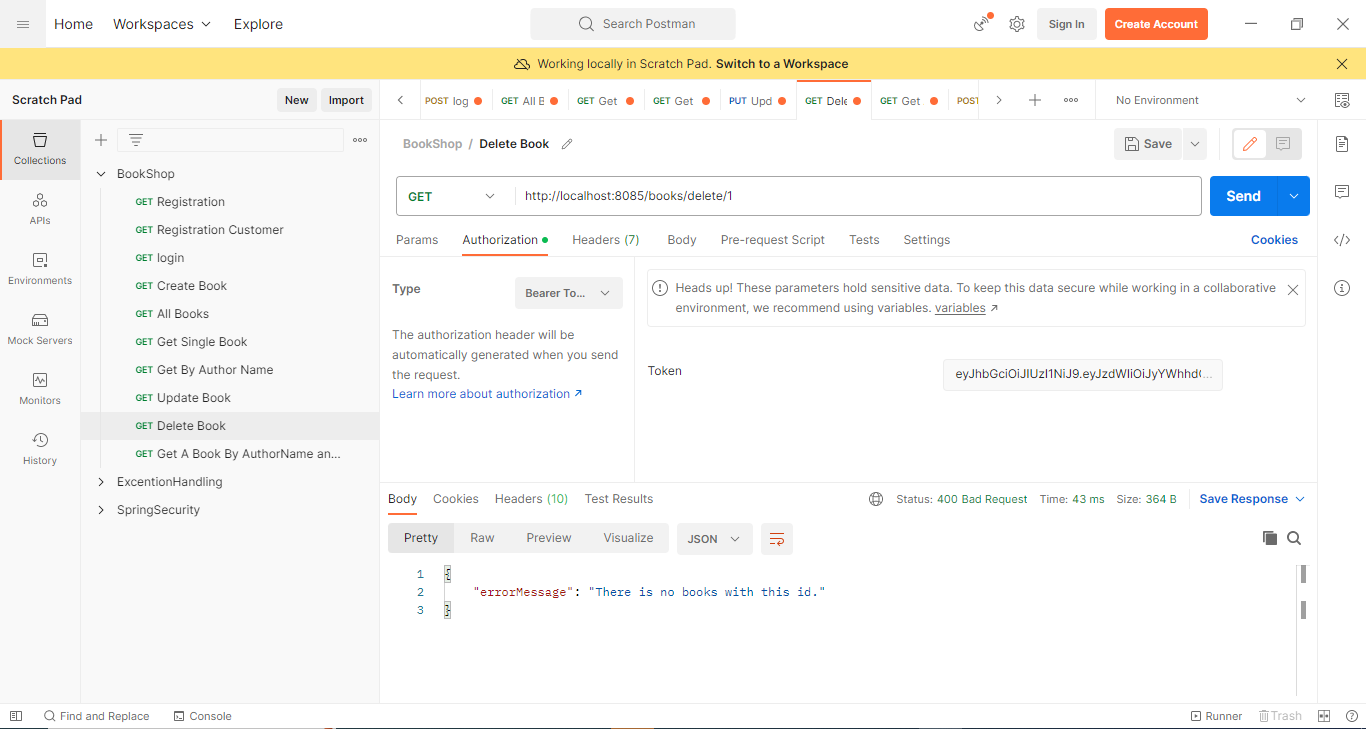 Home Workspaces Explore Search Postman Sign In Create Account
Working locally in Scratch Pad. Switch to a Workspace
Scratch Pad New Import
POST log GET All B GET Get GET Get PUT Upd GET Dele GET Get POST
No Environment
Collections
APIs
Environments
Mock Servers
Monitors
History
BookShop
GET Registration
GET Registration Customer
GET login
GET Create Book
GET All Books
GET Get Single Book
GET Get By Author Name
GET Update Book
GET Delete Book
GET Get A Book By AuthorName an...
ExcentionHandling
SpringSecurity
BookShop / Delete Book
Save
GET http://localhost:8085/books/delete/1 Send
Params Authorization Headers (7) Body Pre-request Script Tests Settings Cookies
Type Bearer To...
The authorization header will be
automatically generated when you send
the request.
Learn more about authorization ↗
Heads up! These parameters hold sensitive data. To keep this data secure while working in a collaborative
environment, we recommend using variables. variables ↗
Token
Body Cookies Headers (10) Test Results Status: 400 Bad Request Time: 43 ms Size: 364 B Save Response
Pretty Raw Preview Visualize JSON
1 {
2 "errorMessage": "There is no books with this id."
3 }
Find and Replace Console Runner Trash